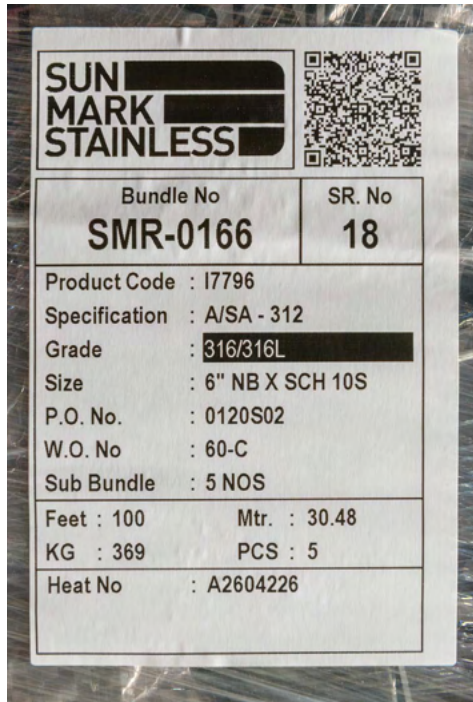 SUN
MARK
STAINLESS
Bundle No SR. No
SMR-0166 18
Product Code : I7796
Specification : A/SA - 312
Grade : 316/316L
Size : 6" NB X SCH 10S
P.O. No. : 0120S02
W.O. No : 60-C
Sub Bundle : 5 NOS
Feet : 100 Mtr. : 30.48
KG : 369 PCS : 5
Heat No : A2604226